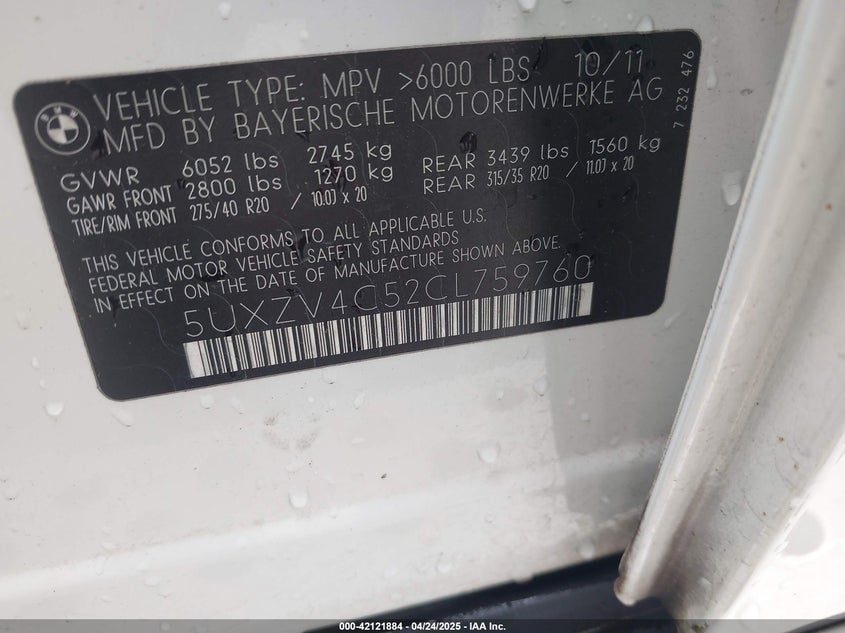 BMW
VEHICLE TYPE: MPV >6000 LBS 10/11
MFD BY BAYERISCHE MOTORENWERKE AG
7 232 476
GVWR 6052 lbs 2745 kg
GAWR FRONT 2800 lbs 1270 kg REAR 3439 lbs 1560 kg
TIRE/RIM FRONT 275/40 R20 / 10.0J x 20 REAR 315/35 R20 / 11.0J x 20
THIS VEHICLE CONFORMS TO ALL APPLICABLE U.S.
FEDERAL MOTOR VEHICLE SAFETY STANDARDS
IN EFFECT ON THE DATE OF MANUFACTURE SHOWN ABOVE.
5UXZV4C52CL759760
000-42121884 - 04/24/2025 - IAA Inc.